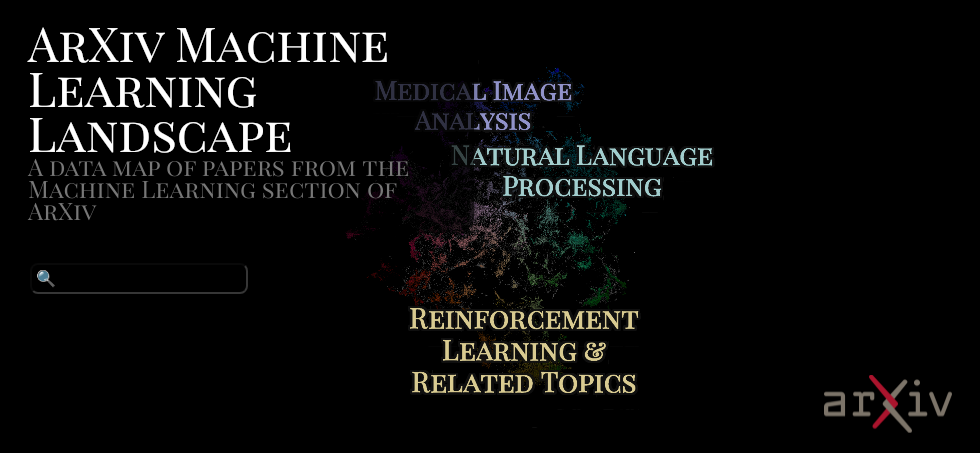 ArXiv Machine
Learning
Landscape
A data map of papers from the
Machine Learning section of
ArXiv
Medical Image
Analysis
Natural Language
Processing
Reinforcement
Learning &
Related Topics
arXiv